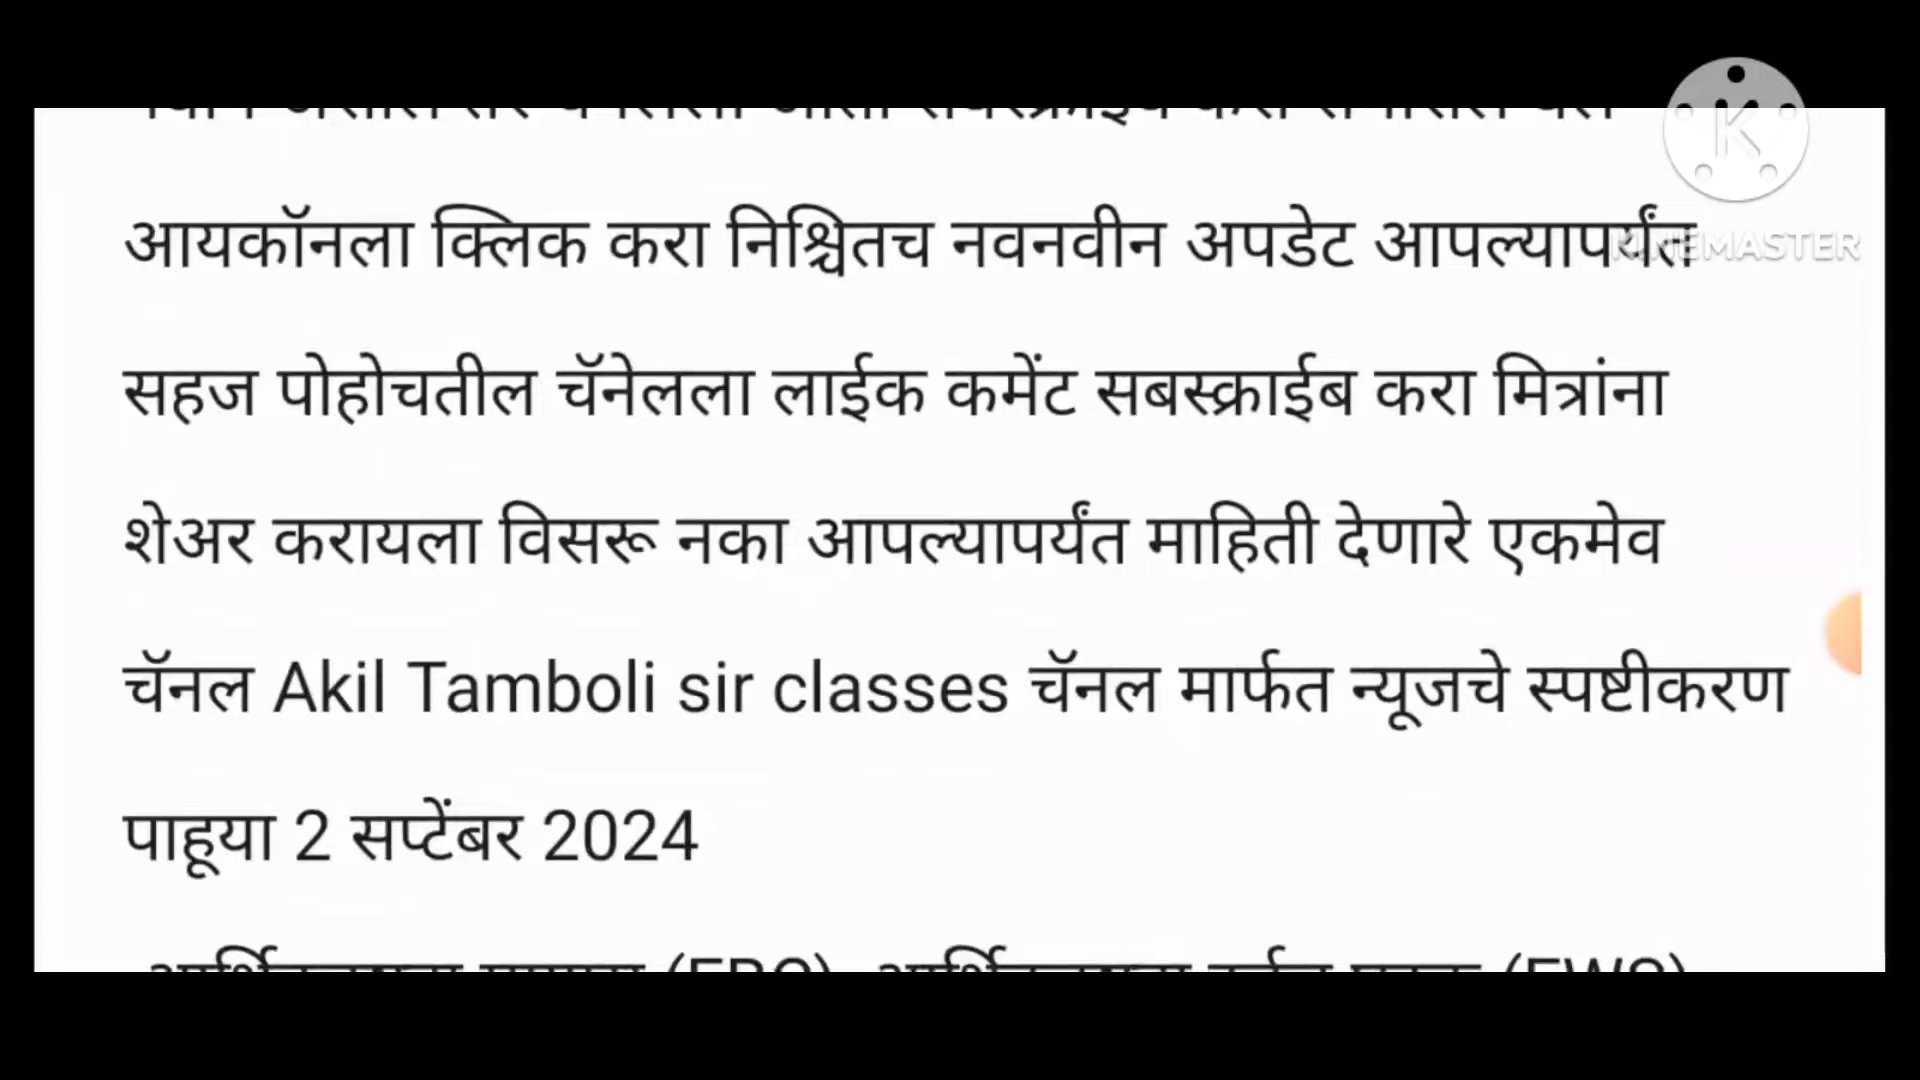 आयकॉनला क्लिक करा निश्चितच नवनवीन अपडेट आपल्यापर्यंत
KINEMASTER
सहज पोहोचतील चॅनेलला लाईक कमेंट सबस्क्राईब करा मित्रांना
शेअर करायला विसरू नका आपल्यापर्यंत माहिती देणारे एकमेव
चॅनल Akil Tamboli sir classes चॅनल मार्फत न्यूजचे स्पष्टीकरण
पाहूया 2 सप्टेंबर 2024